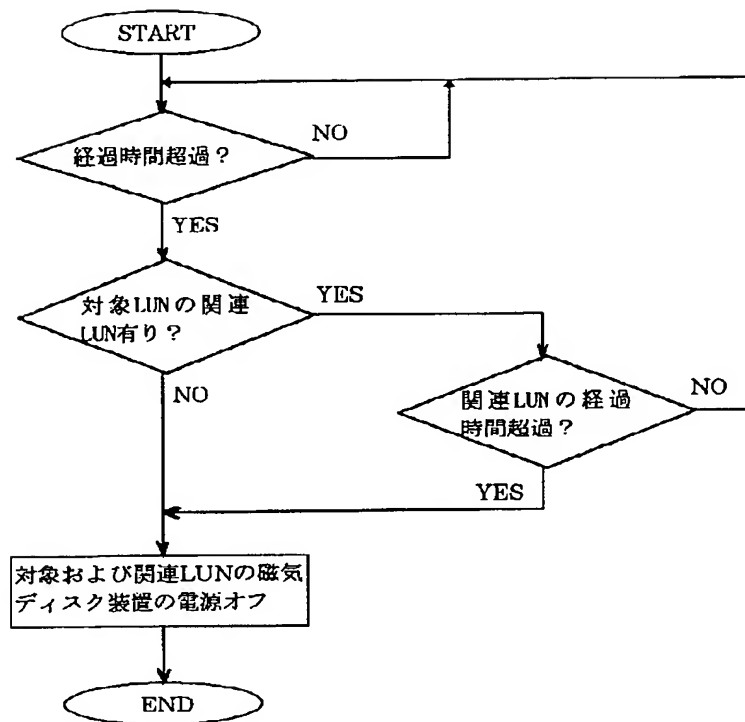 START
NO
経過時間超過？
YES
対象LUNの関連
LUN有り？
YES
NO
関連LUNの経過
時間超過？
NO
YES
対象および関連LUNの磁気
ディスク装置の電源オフ
END